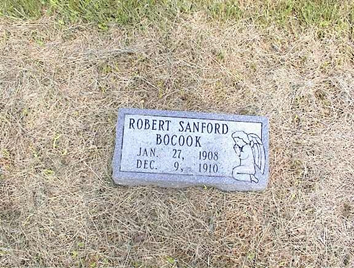 ROBERT SANFORD
BOCOOK
JAN. 27, 1908
DEC. 9, 1910